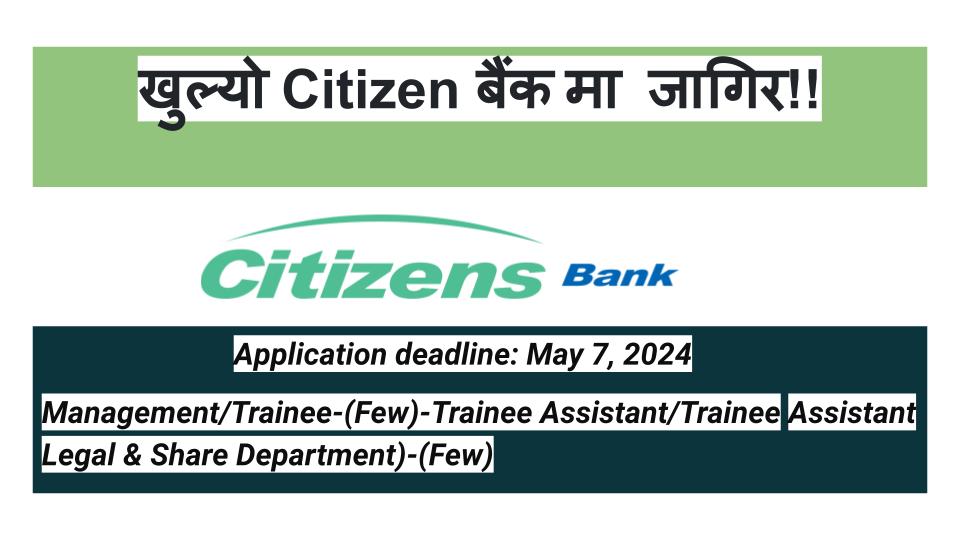 खुल्यो Citizen बैंक मा जागिर!!
Citizens Bank
Application deadline: May 7, 2024
Management/Trainee-(Few)-Trainee Assistant/Trainee Assistant
Legal & Share Department)-(Few)